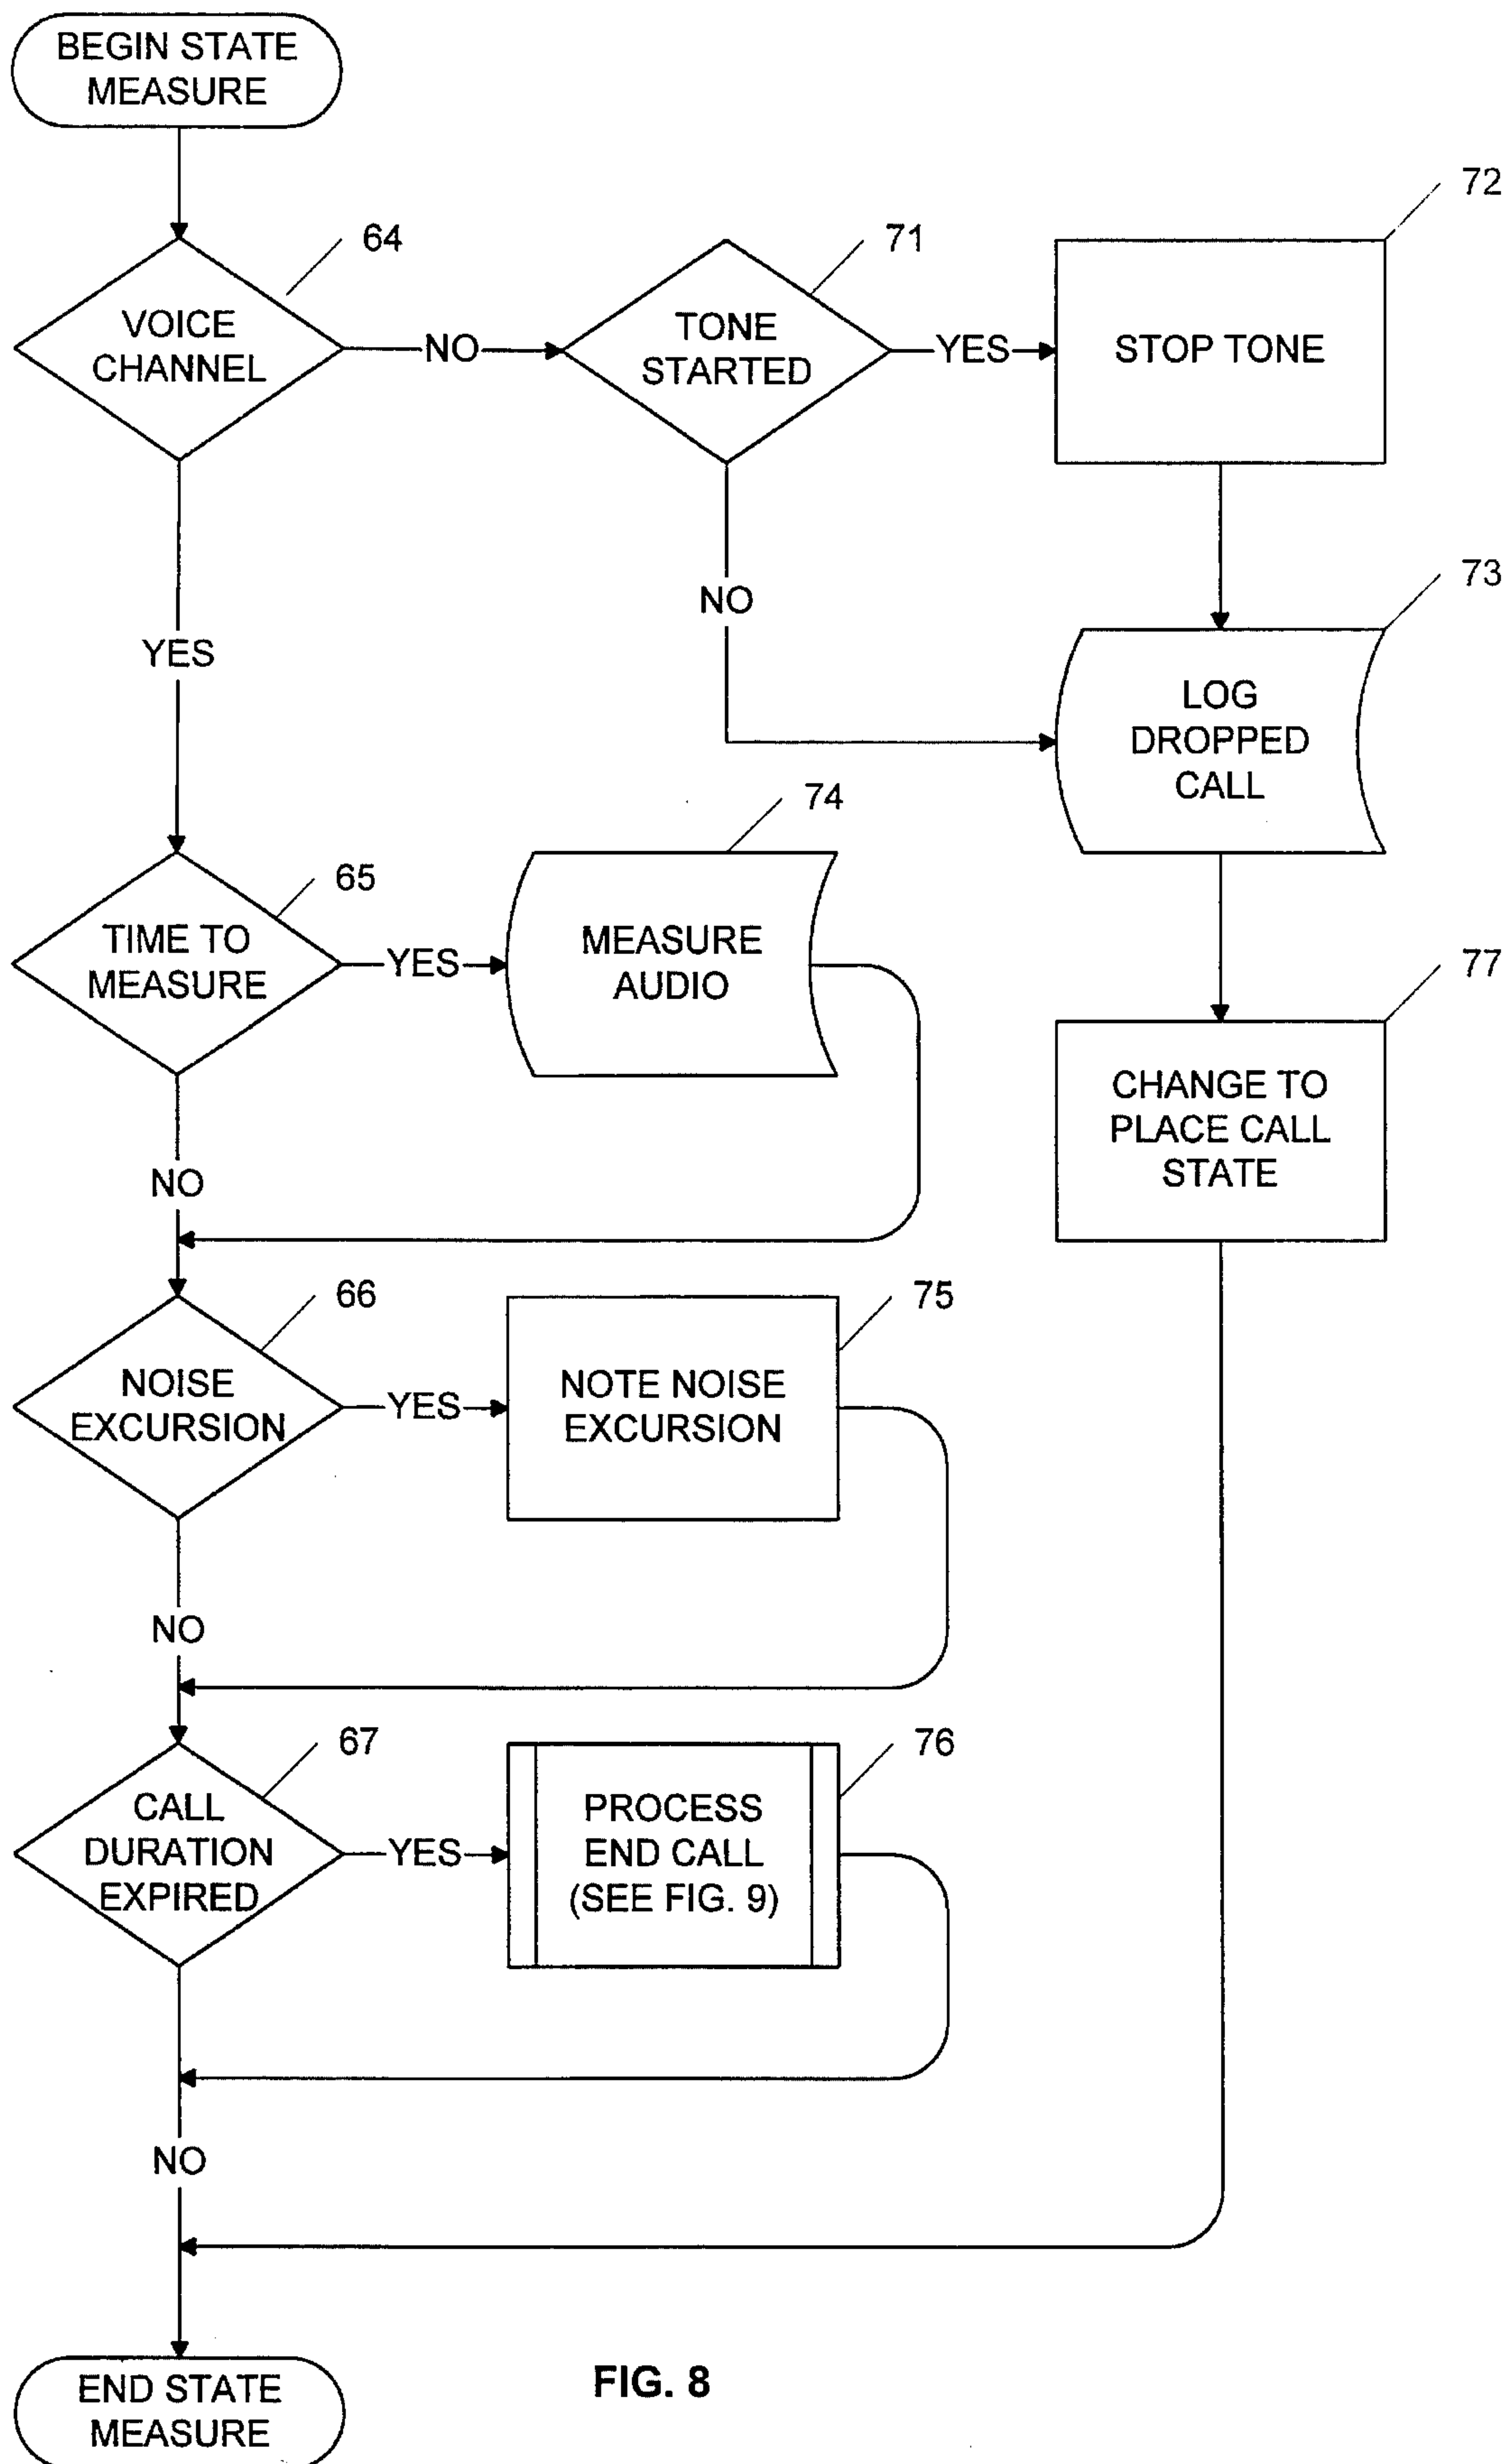 BEGIN STATE
MEASURE
72
64
71
VOICE
CHANNEL
NO
TONE
STARTED
YES
STOP TONE
73
NO
YES
LOG
DROPPED
CALL
74
65
TIME TO
MEASURE
YES
MEASURE
AUDIO
77
CHANGE TO
PLACE CALL
STATE
NO
66
75
NOISE
EXCURSION
YES
NOTE NOISE
EXCURSION
NO
67
76
CALL
DURATION
EXPIRED
YES
PROCESS
END CALL
(SEE FIG. 9)
NO
END STATE
MEASURE
FIG. 8